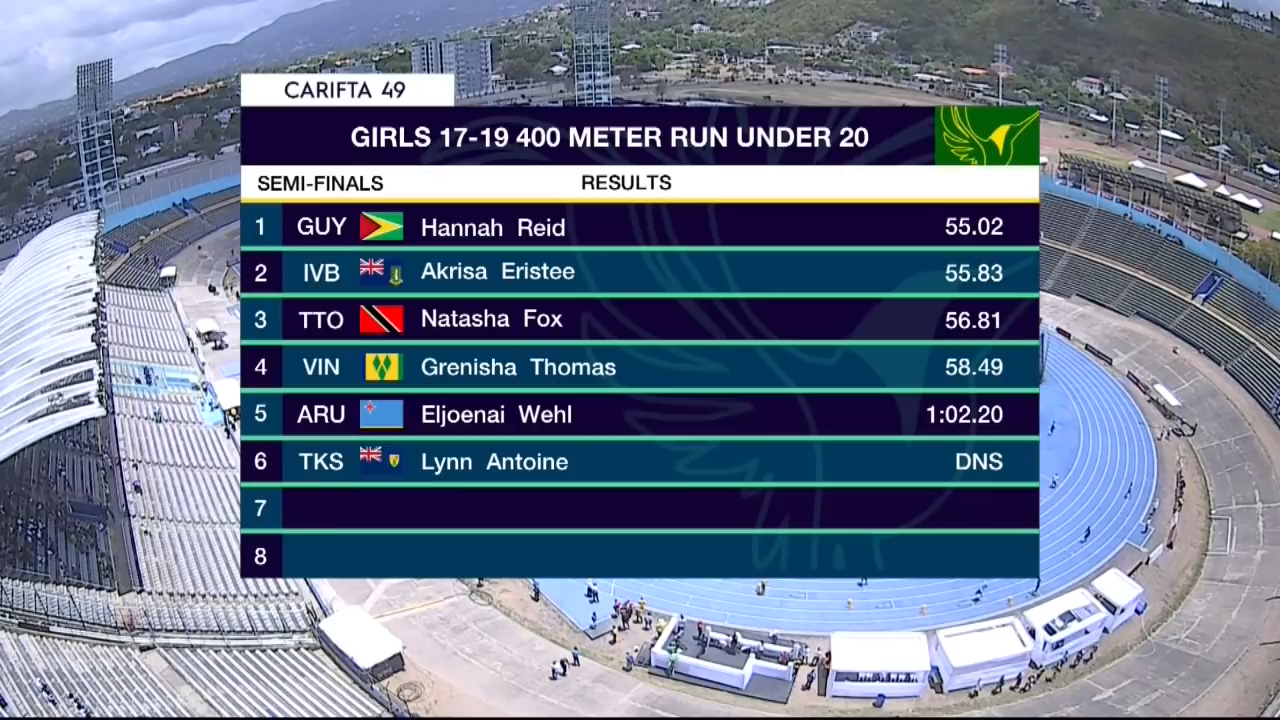 CARIFTA 49
GIRLS 17-19 400 METER RUN UNDER 20
SEMI-FINALS RESULTS
1 GUY Hannah Reid 55.02
2 IVB Akrisa Eristee 55.83
3 TTO Natasha Fox 56.81
4 VIN Grenisha Thomas 58.49
5 ARU Eljoenai Wehl 1:02.20
6 TKS Lynn Antoine DNS
7
8